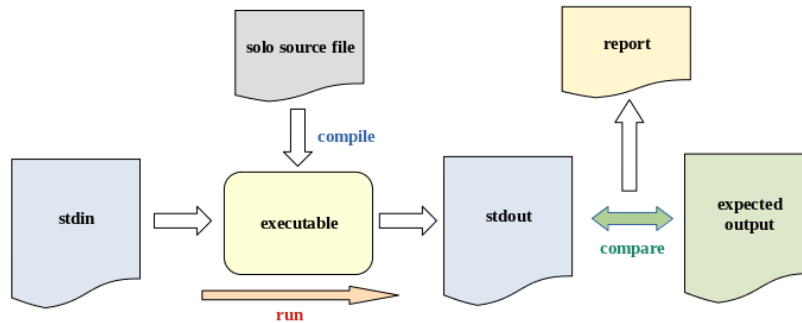 solo source file
report
compile
stdin
executable
stdout
expected
output
compare
run